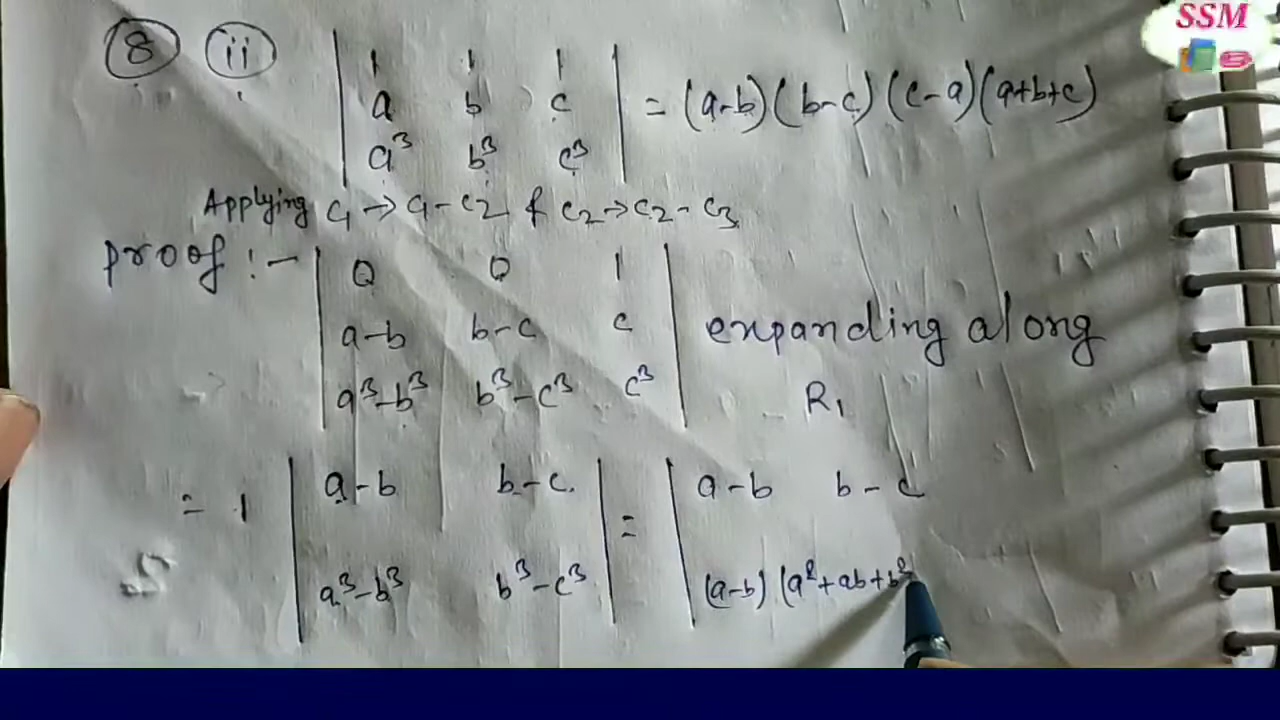 SSM
8 ii | 1 1 1 |
| a b c | = (a-b)(b-c)(c-a)(a+b+c)
| a³ b³ c³ |
Applying C1→C1-C2 & C2→C2-C3
proof :- | 0 0 1 |
| a-b b-c c | expanding along
| a³-b³ b³-c³ c³ | R1
= 1 | a-b b-c. | = | a-b b-c
| a³-b³ b³-c³ | | (a-b) (a²+ab+b²